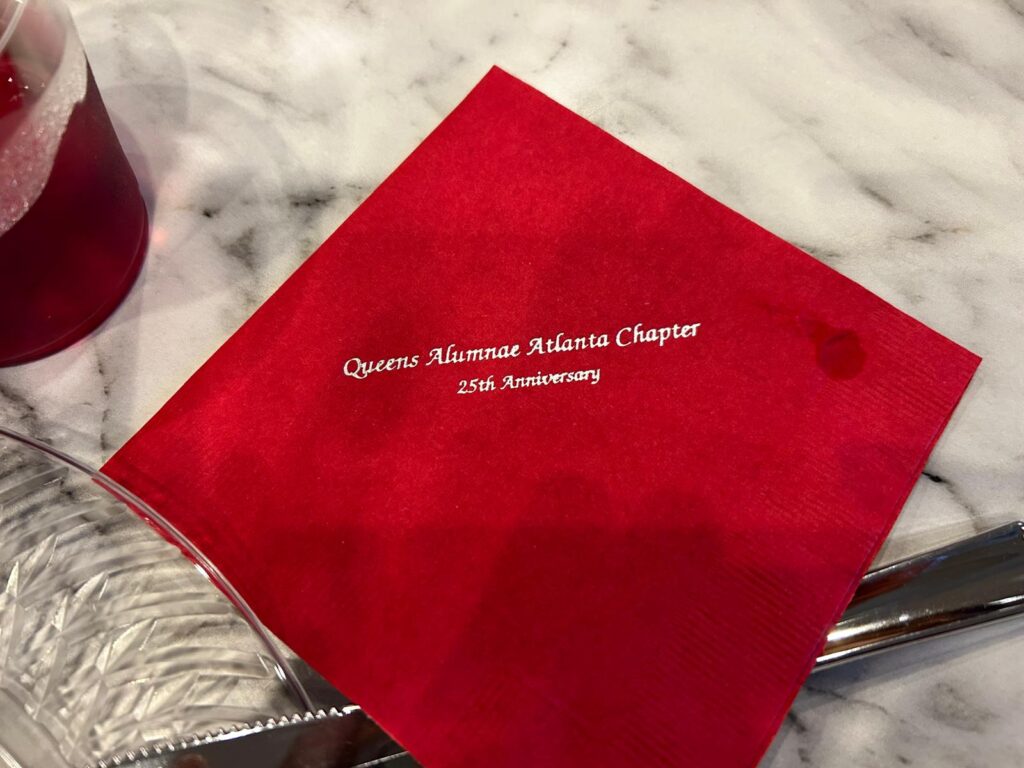 Queens Alumnae Atlanta Chapter
25th Anniversary